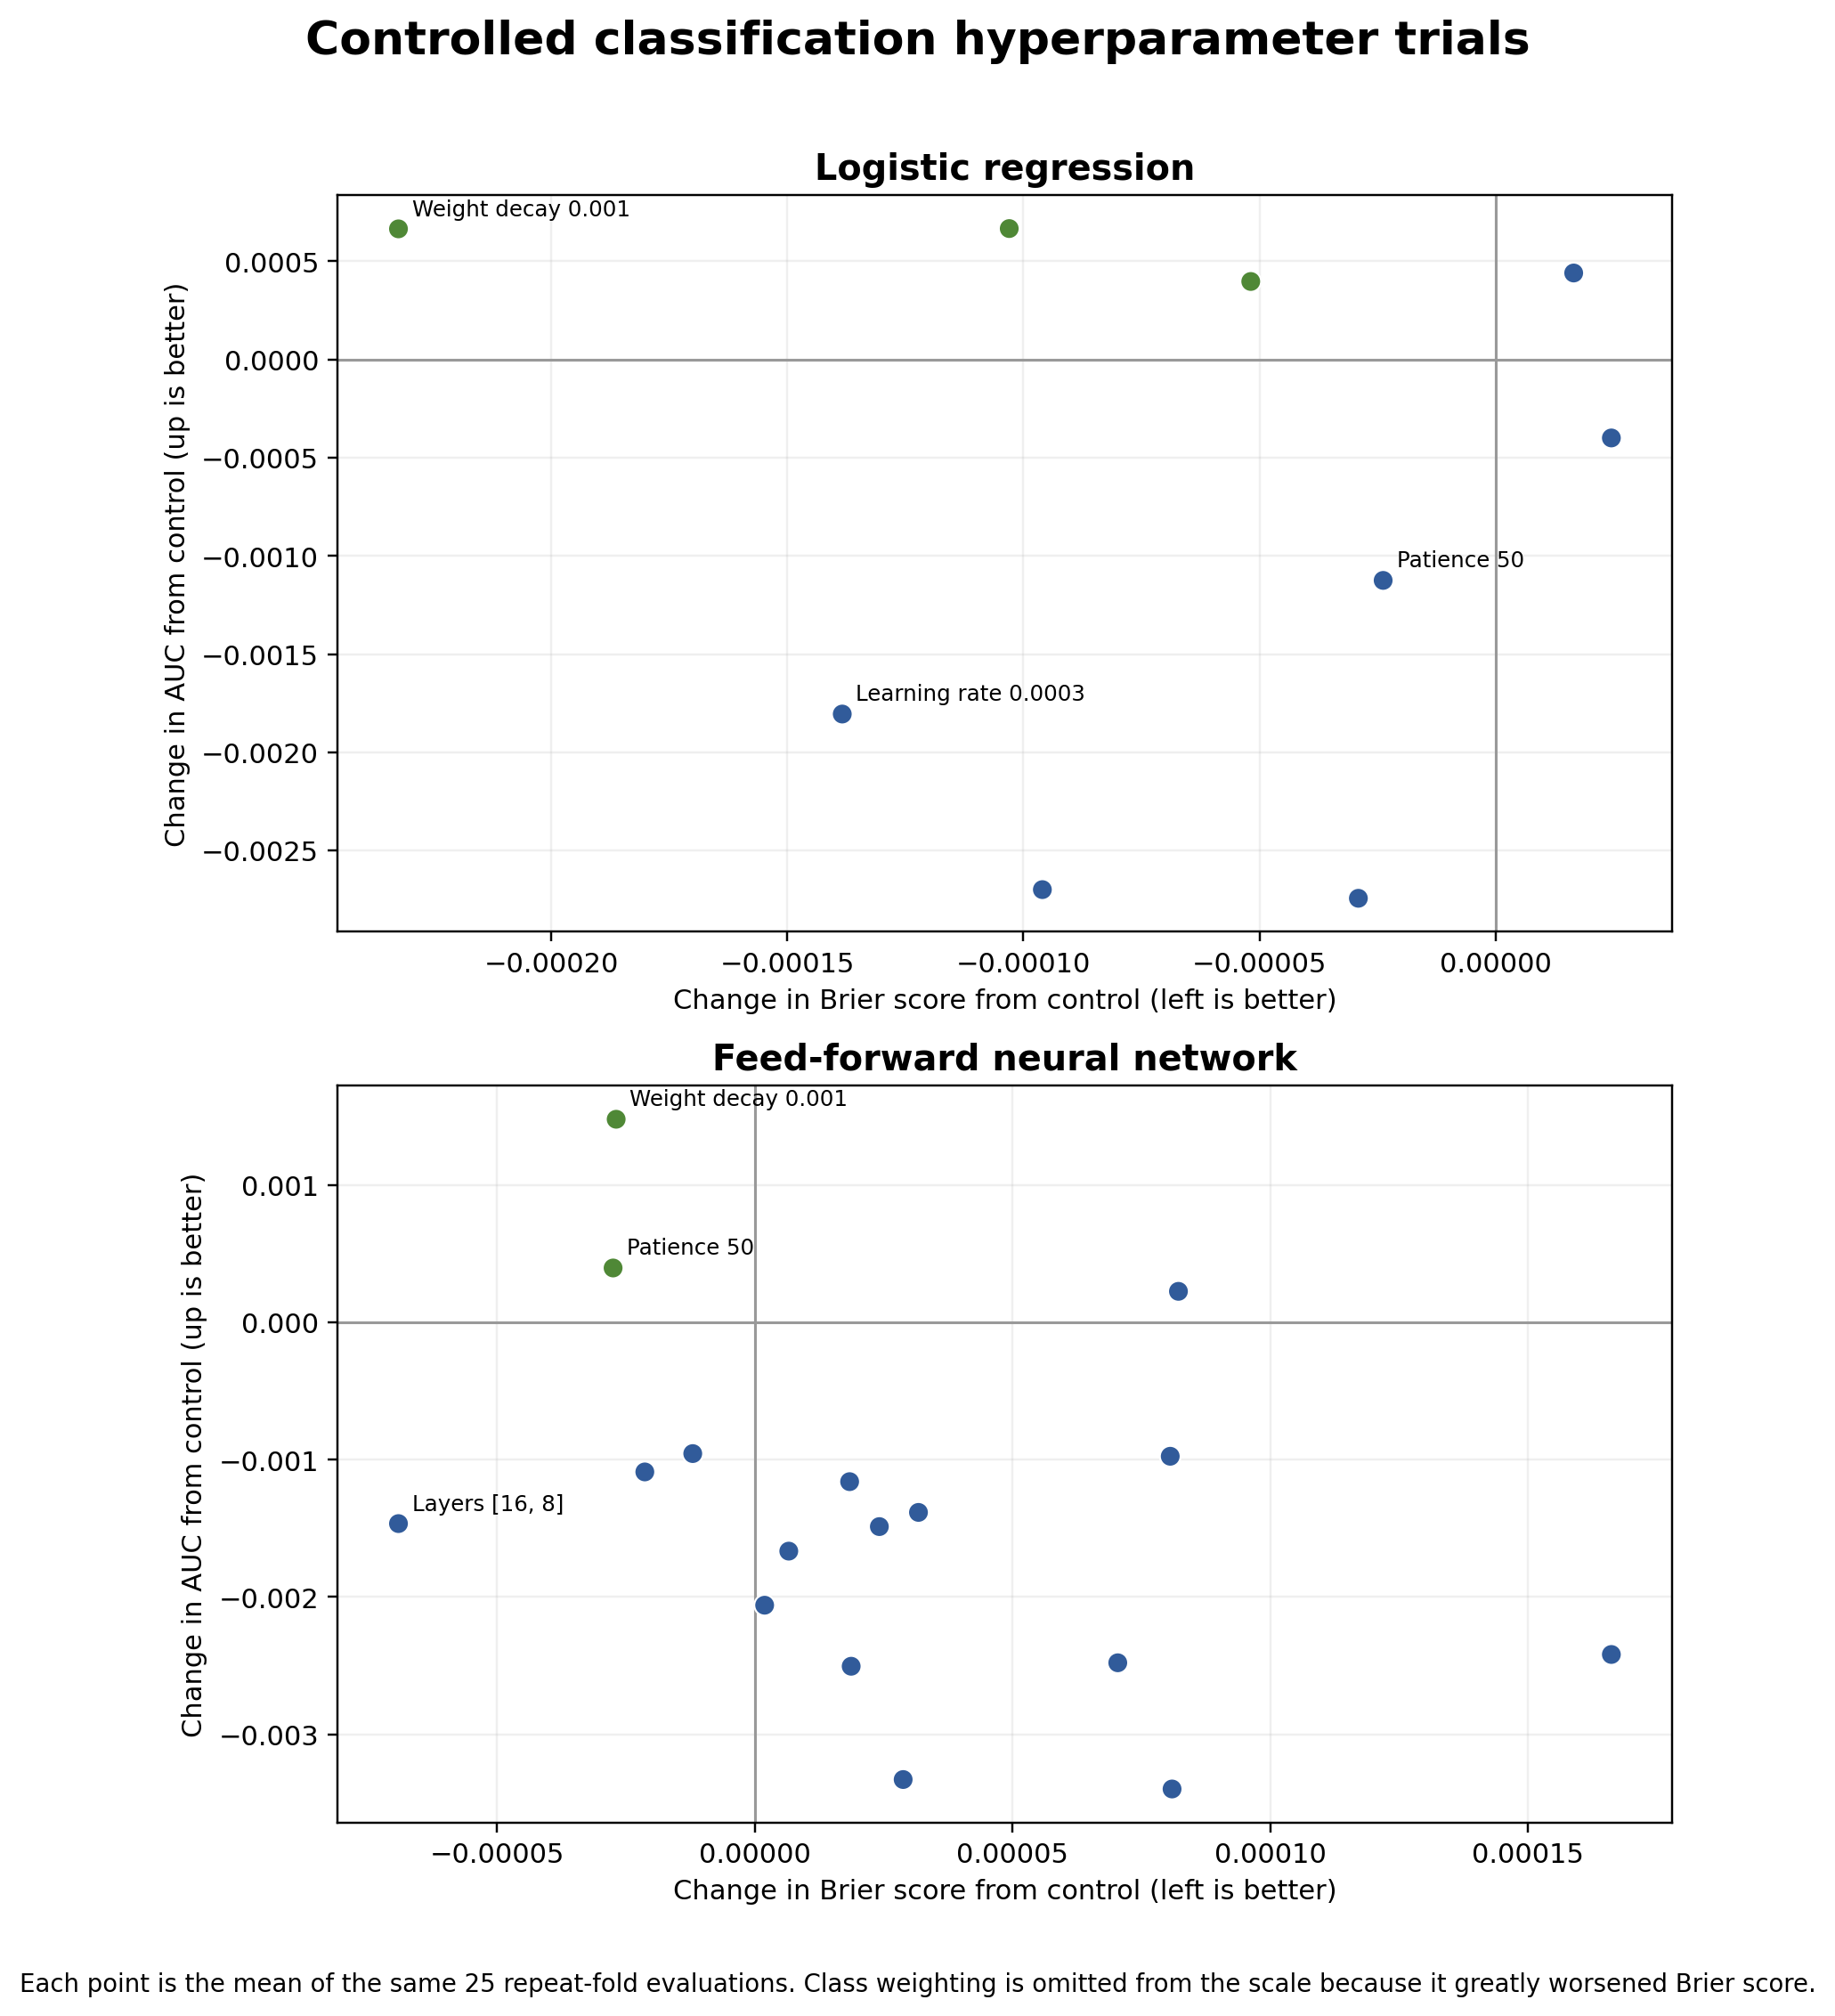 Controlled classification hyperparameter trials
Logistic regression
Weight decay 0.001
Patience 50
Learning rate 0.0003
0.0005
0.0000
−0.0005
−0.0010
−0.0015
−0.0020
−0.0025
Change in AUC from control (up is better)
−0.00020
−0.00015
−0.00010
−0.00005
0.00000
Change in Brier score from control (left is better)
Feed-forward neural network
Weight decay 0.001
Patience 50
Layers [16, 8]
0.001
0.000
−0.001
−0.002
−0.003
Change in AUC from control (up is better)
−0.00005
0.00000
0.00005
0.00010
0.00015
Change in Brier score from control (left is better)
Each point is the mean of the same 25 repeat-fold evaluations. Class weighting is omitted from the scale because it greatly worsened Brier score.